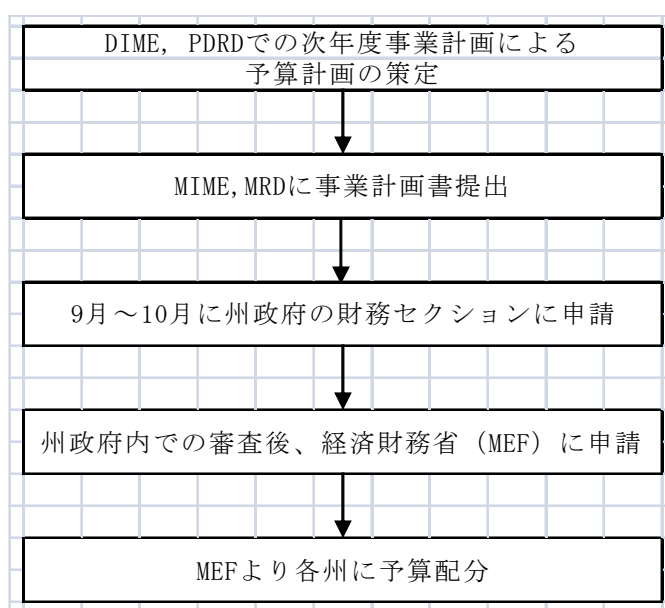 DIME, PDRDでの次年度事業計画による
予算計画の策定
MIME,MRDに事業計画書提出
9月～10月に州政府の財務セクションに申請
州政府内での審査後、経済財務省（MEF）に申請
MEFより各州に予算配分